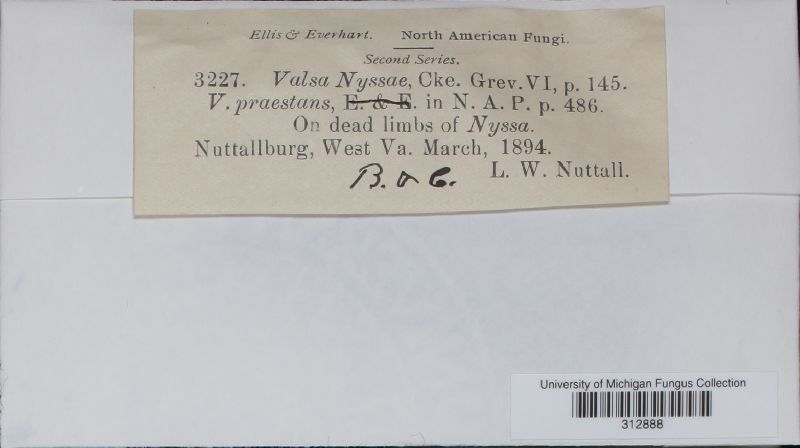 Ellis & Everhart. North American Fungi.
Second Series.
3227. Valsa Nyssae, Cke. Grev. VI, p. 145.
V. praestans, E. & E. in N. A. P. p. 486.
On dead limbs of Nyssa.
Nuttallburg, West Va. March, 1894.
L. W. Nuttall.
B. & C.
University of Michigan Fungus Collection
312888